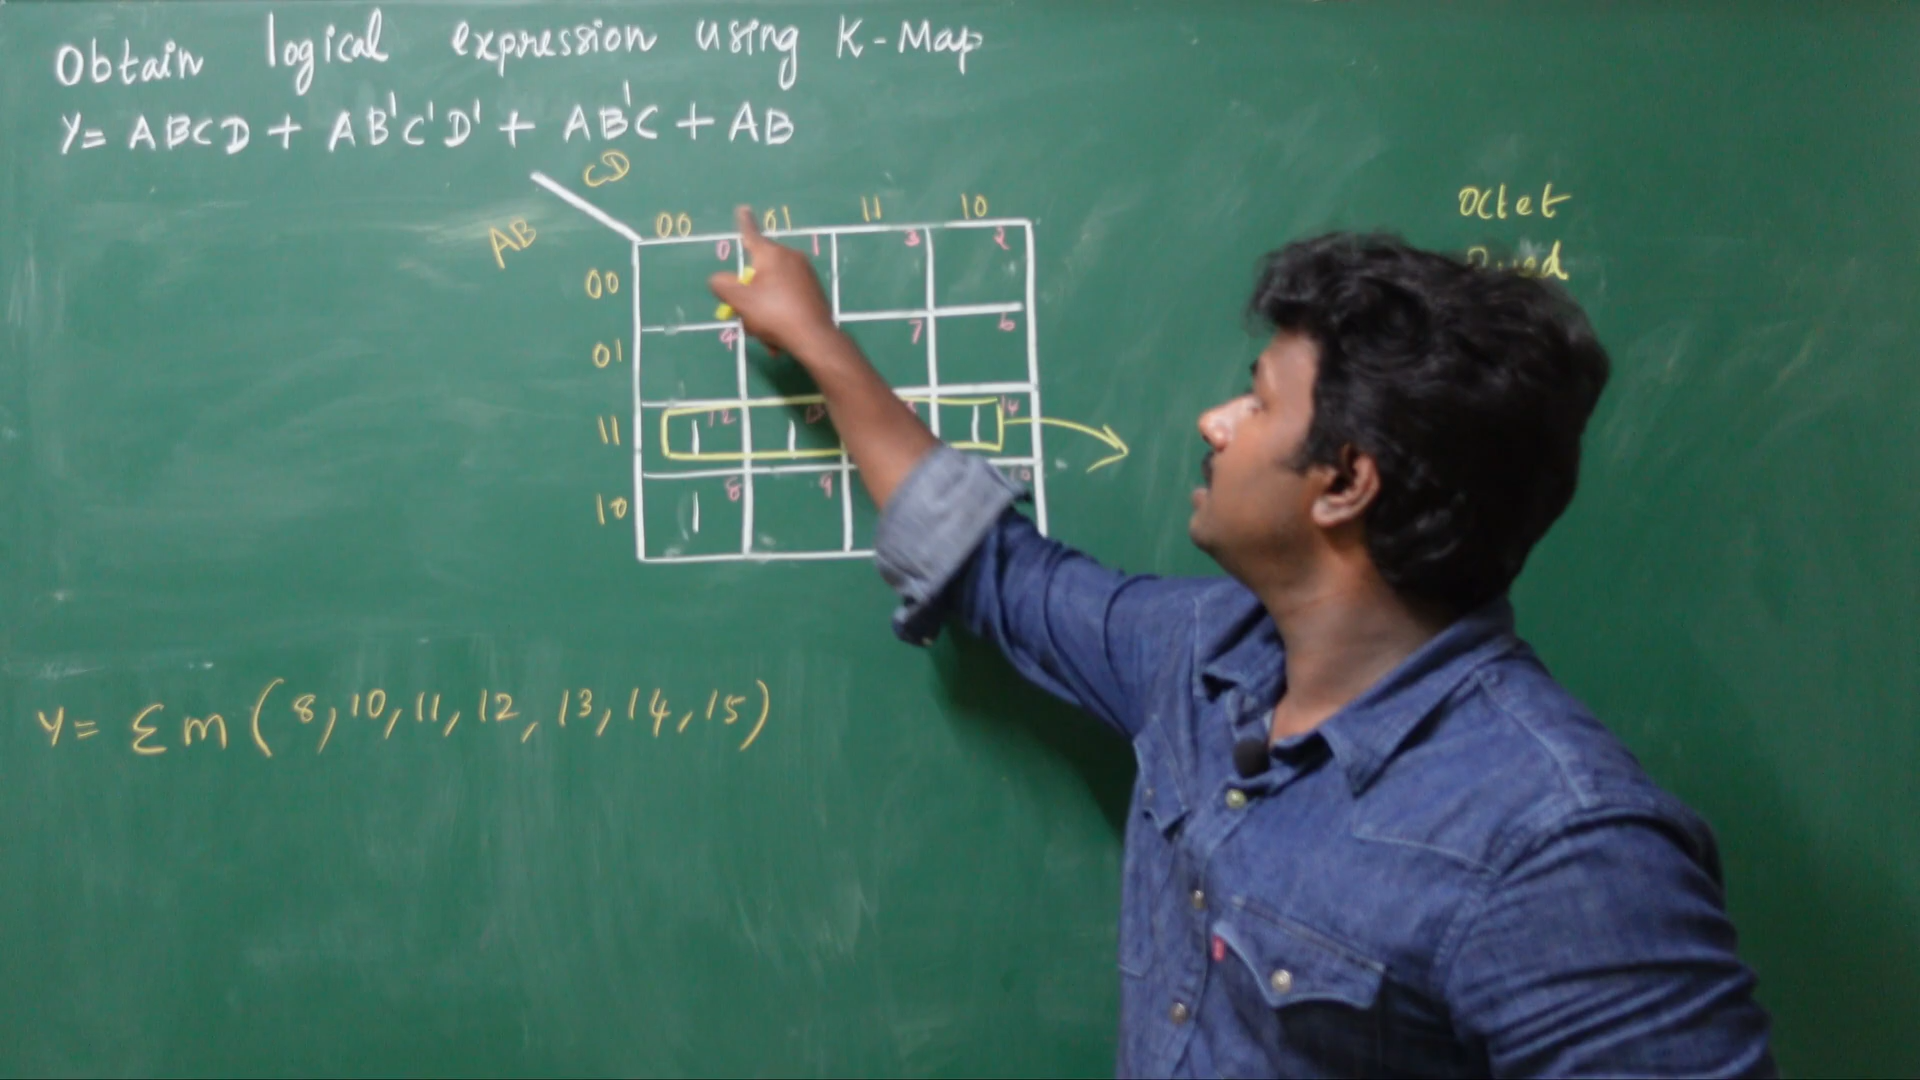 Obtain logical expression using K-Map
Y= ABCD + AB'C'D' + AB'C + AB
CD
AB
00 01 11 10
00 0 1 3 2
01 4 7 6
11 1 12 1 13 1 14
10 1 8 9 10
Octet
Y= Σm (8,10,11,12,13,14,15)